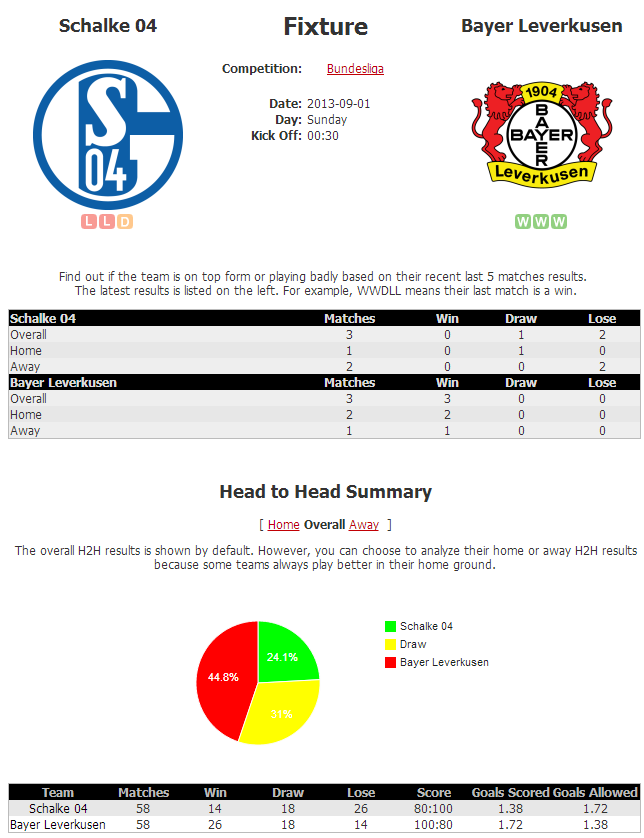 Schalke 04
Fixture
Bayer Leverkusen
Competition: Bundesliga
Date: 2013-09-01
Day: Sunday
Kick Off: 00:30
S
04
1904
BAYER
BAYER
Leverkusen
L L D
W W W
Find out if the team is on top form or playing badly based on their recent last 5 matches results.
The latest results is listed on the left. For example, WWDLL means their last match is a win.
Schalke 04 Matches Win Draw Lose
Overall 3 0 1 2
Home 1 0 1 0
Away 2 0 0 2
Bayer Leverkusen Matches Win Draw Lose
Overall 3 3 0 0
Home 2 2 0 0
Away 1 1 0 0
Head to Head Summary
[ Home Overall Away ]
The overall H2H results is shown by default. However, you can choose to analyze their home or away H2H results
because some teams always play better in their home ground.
Schalke 04
Draw
Bayer Leverkusen
24.1%
44.8%
31%
Team Matches Win Draw Lose Score Goals Scored Goals Allowed
Schalke 04 58 14 18 26 80:100 1.38 1.72
Bayer Leverkusen 58 26 18 14 100:80 1.72 1.38